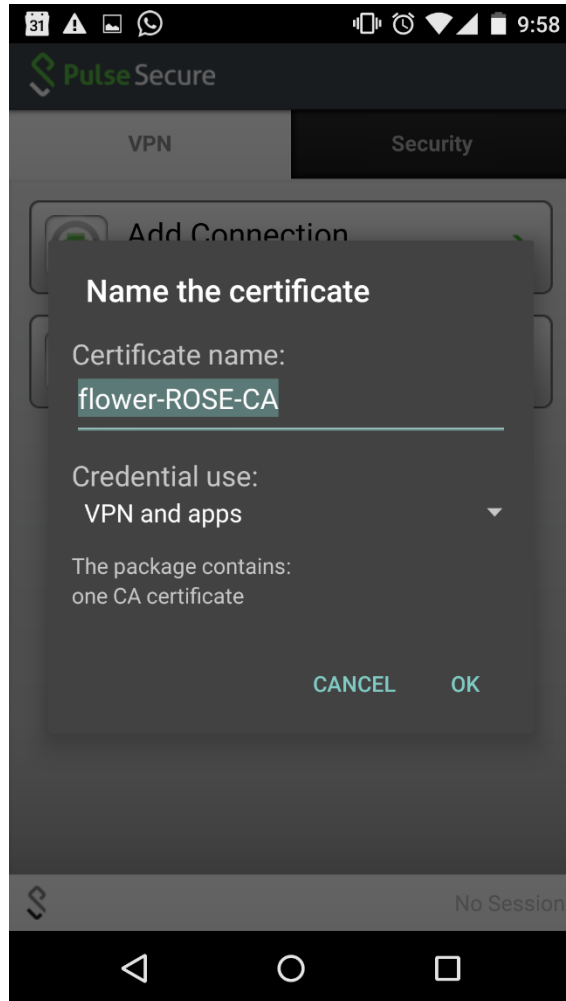 31 9:58
Pulse Secure
VPN Security
Add Connection
Name the certificate
Certificate name:
flower-ROSE-CA
Credential use:
VPN and apps
The package contains:
one CA certificate
CANCEL OK
No Session